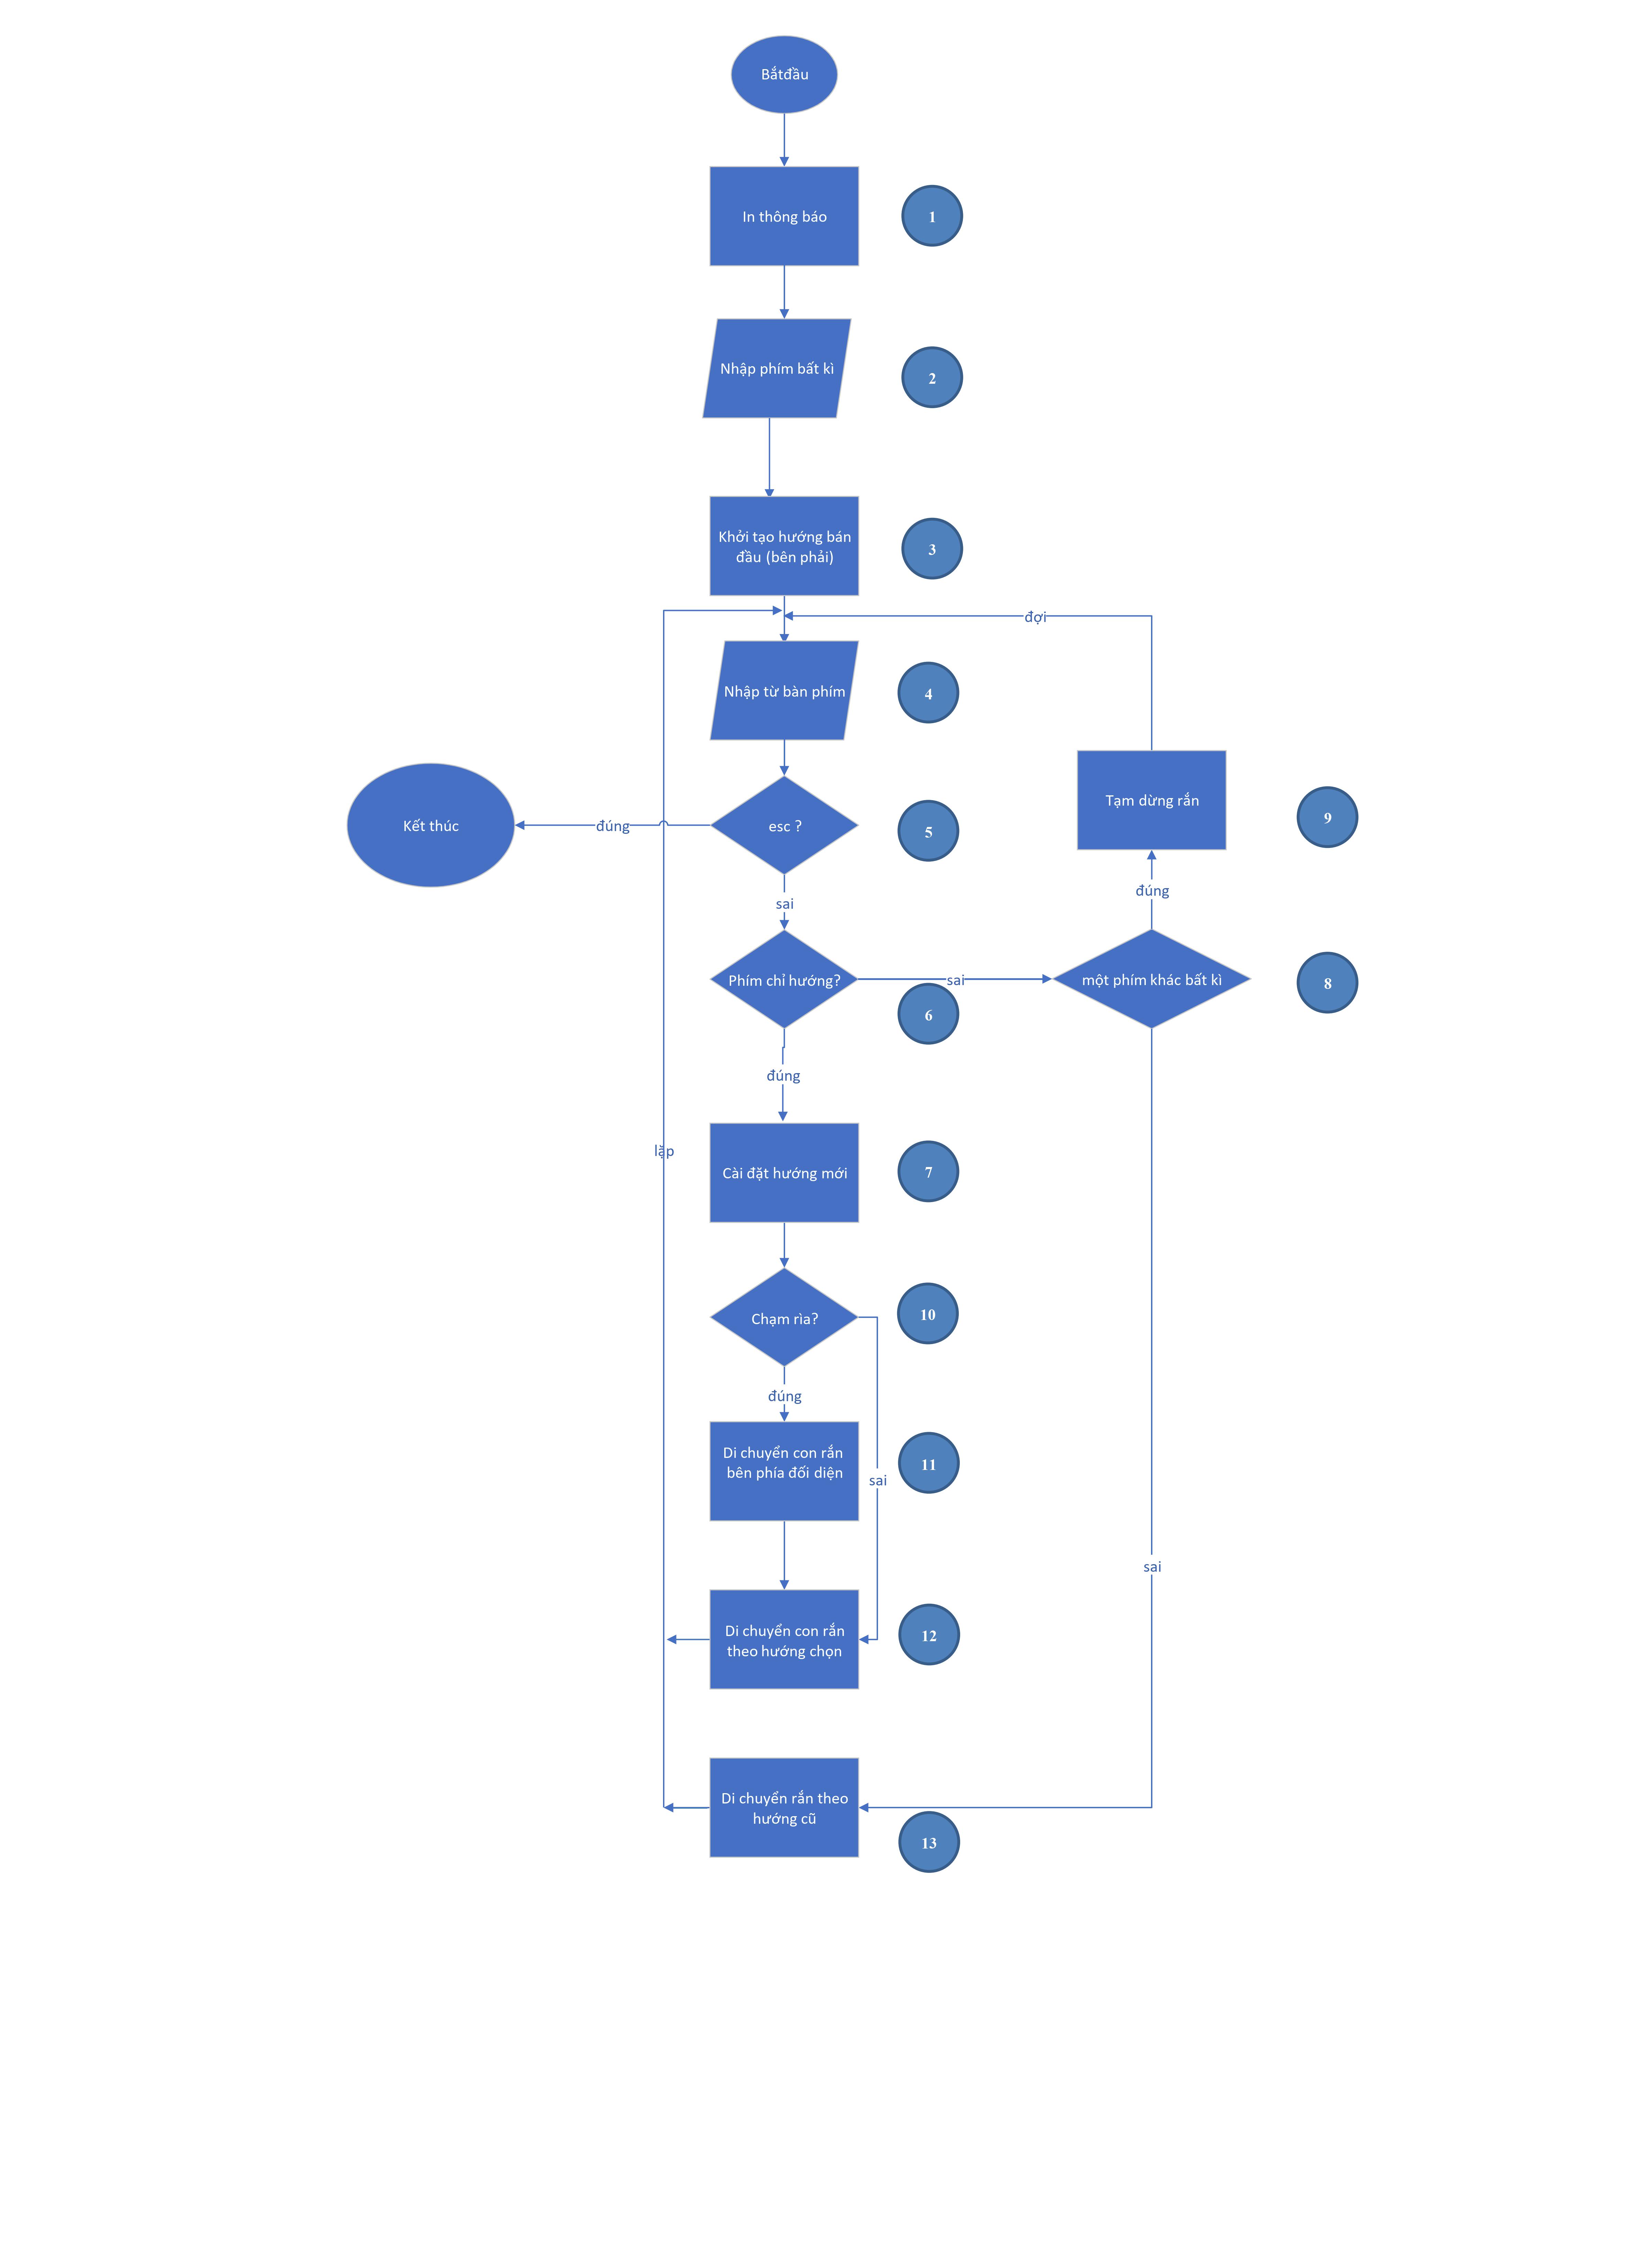 Bắtđầu
In thông báo
1
Nhập phím bất kì
2
Khởi tạo hướng bán
đầu (bên phải)
3
đợi
Nhập từ bàn phím
4
Tạm dừng rắn
9
Kết thúc
đúng
esc ?
5
đúng
sai
Phím chỉ hướng?
sai
6
một phím khác bất kì
8
đúng
lặp
Cài đặt hướng mới
7
Chạm rìa?
10
đúng
Di chuyển con rắn
bên phía đối diện
11
sai
sai
Di chuyển con rắn
theo hướng chọn
12
Di chuyển rắn theo
hướng cũ
13